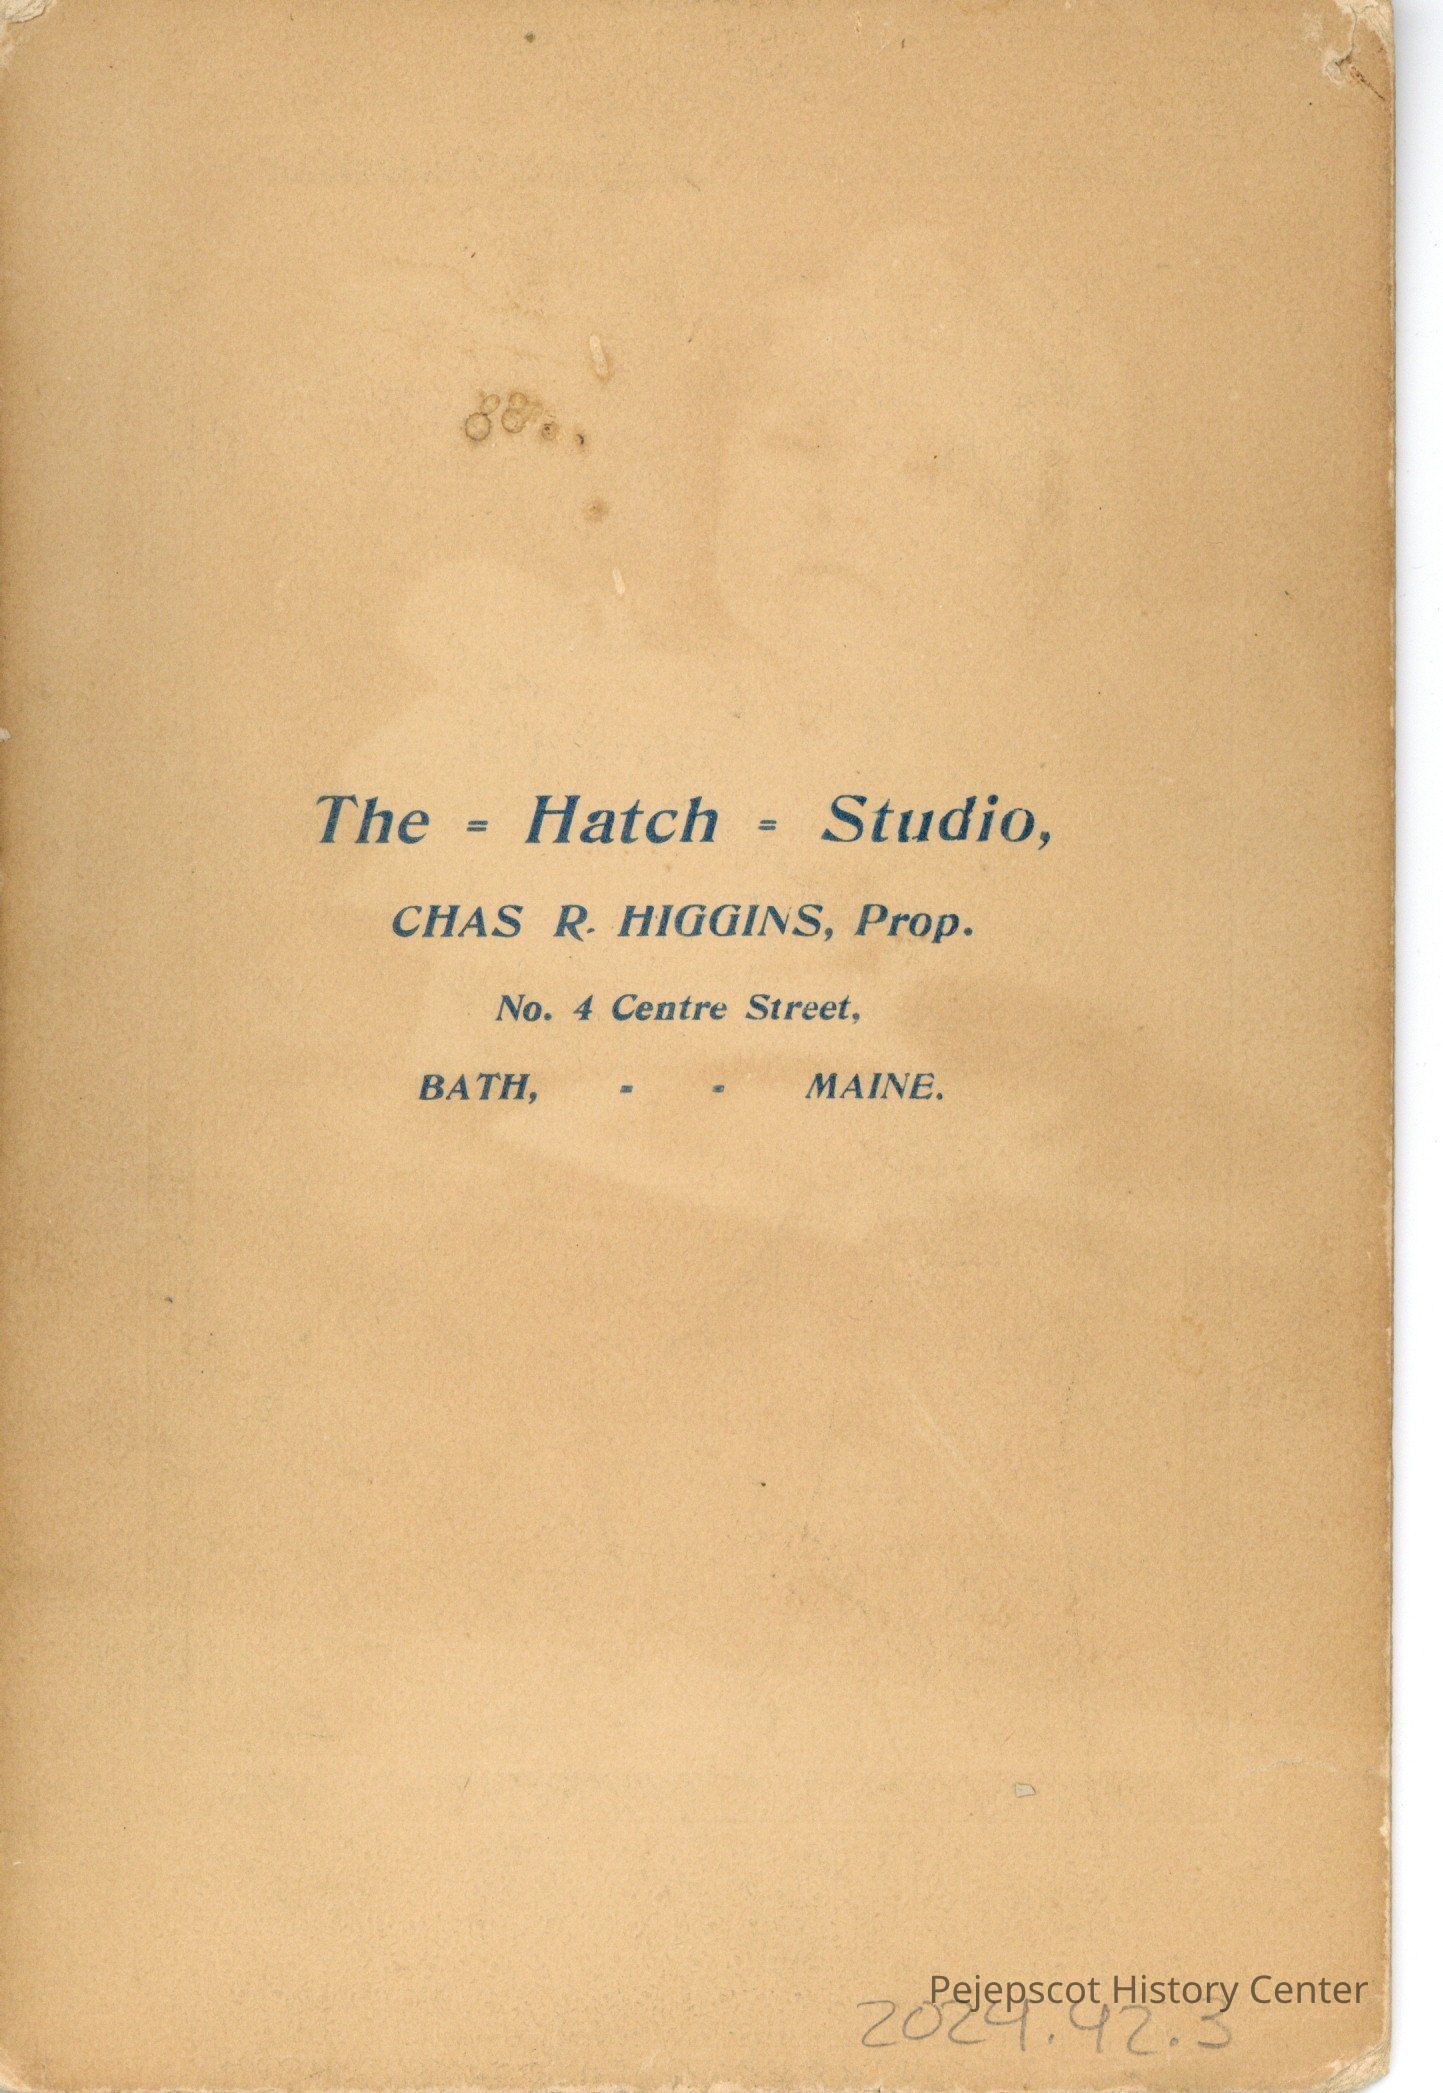 The = Hatch = Studio,
CHAS R. HIGGINS, Prop.
No. 4 Centre Street,
BATH, - - MAINE.
Pejepscot History Center
2024.42.3